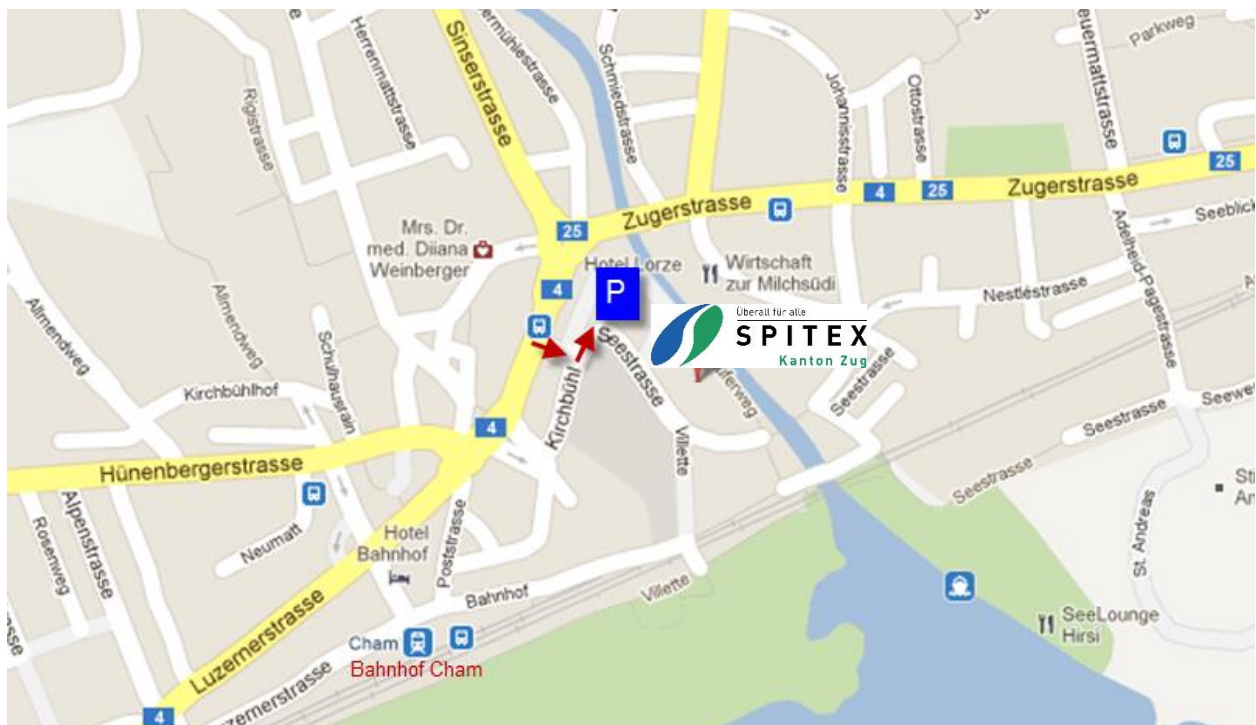 Sinserstrasse
Schmiedstrasse
Herrenmattstrasse
Rigistrasse
Johannisstrasse
Ottostrasse
Parkweg
Zugerstrasse
4
25
Zugerstrasse
25
25
Mrs. Dr.
med. Diiana
Weinberger
Hotel Lorze
4
P
Wirtschaft
zur Milchsüdi
Überall für alle
SPITEX
Kanton Zug
Nestléstrasse
Adelheid-Pagestrasse
Seeblick
Allmendweg
Allmendweg
Schulhausrain
Kirchbühlhof
Kirchbühl
Seestrasse
Villette
Seestrasse
Seestrasse
Seestrasse
4
Hünenbergerstrasse
Alpenstrasse
Rosenweg
Neumatt
Hotel
Bahnhof
Poststrasse
Bahnhof
Villette
St. Andreas
SeeLounge
Hirsi
Cham
Bahnhof Cham
Luzernerstrasse
4